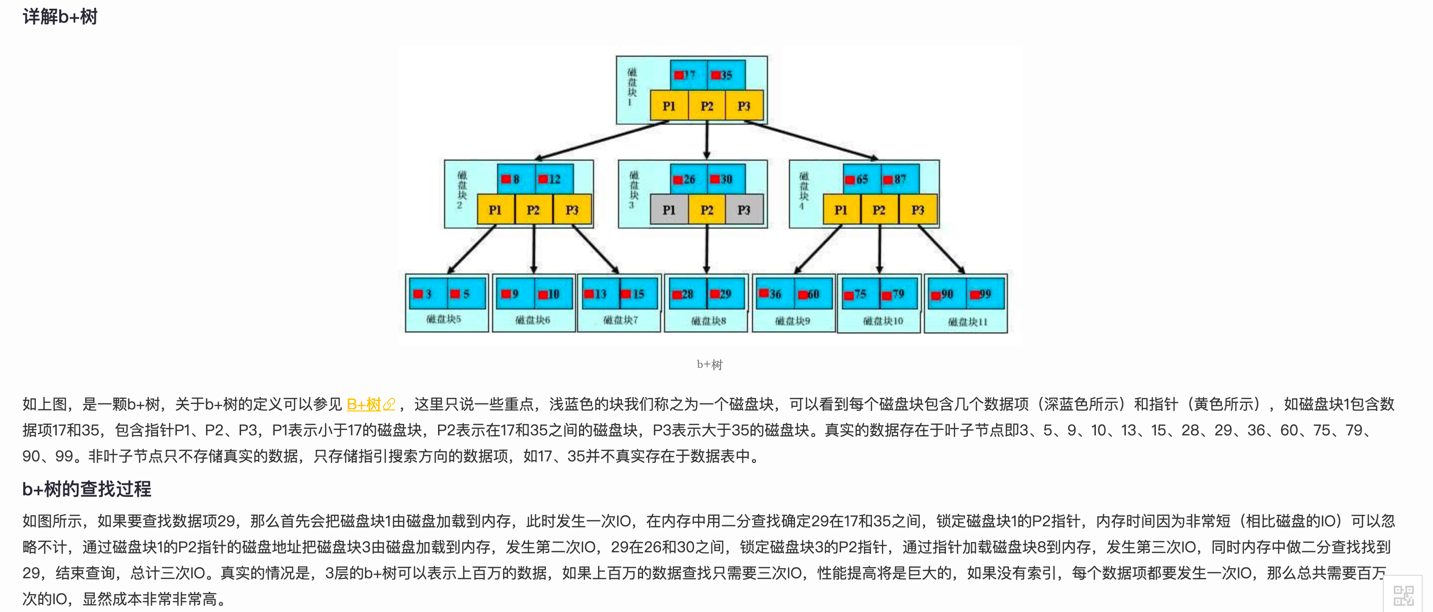 详解b+树
磁盘块1
17 35
P1 P2 P3
磁盘块2
8 12
P1 P2 P3
磁盘块3
26 30
P1 P2 P3
磁盘块4
65 87
P1 P2 P3
3 5
磁盘块5
9 10
磁盘块6
13 15
磁盘块7
28 29
磁盘块8
36 60
磁盘块9
75 79
磁盘块10
90 99
磁盘块11
b+树
如上图，是一颗b+树，关于b+树的定义可以参见 B+树 ，这里只说一些重点，浅蓝色的块我们称之为一个磁盘块，可以看到每个磁盘块包含几个数据项（深蓝色所示）和指针（黄色所示），如磁盘块1包含数
据项17和35，包含指针P1、P2、P3，P1表示小于17的磁盘块，P2表示在17和35之间的磁盘块，P3表示大于35的磁盘块。真实的数据存在于叶子节点即3、5、9、10、13、15、28、29、36、60、75、79、
90、99。非叶子节点只不存储真实的数据，只存储指引搜索方向的数据项，如17、35并不真实存在于数据表中。
b+树的查找过程
如图所示，如果要查找数据项29，那么首先会把磁盘块1由磁盘加载到内存，此时发生一次IO，在内存中用二分查找确定29在17和35之间，锁定磁盘块1的P2指针，内存时间因为非常短（相比磁盘的IO）可以忽
略不计，通过磁盘块1的P2指针的磁盘地址把磁盘块3由磁盘加载到内存，发生第二次IO，29在26和30之间，锁定磁盘块3的P2指针，通过指针加载磁盘块8到内存，发生第三次IO，同时内存中做二分查找找到
29，结束查询，总计三次IO。真实的情况是，3层的b+树可以表示上百万的数据，如果上百万的数据查找只需要三次IO，性能提高将是巨大的，如果没有索引，每个数据项都要发生一次IO，那么总共需要百万
次的IO，显然成本非常非常高。